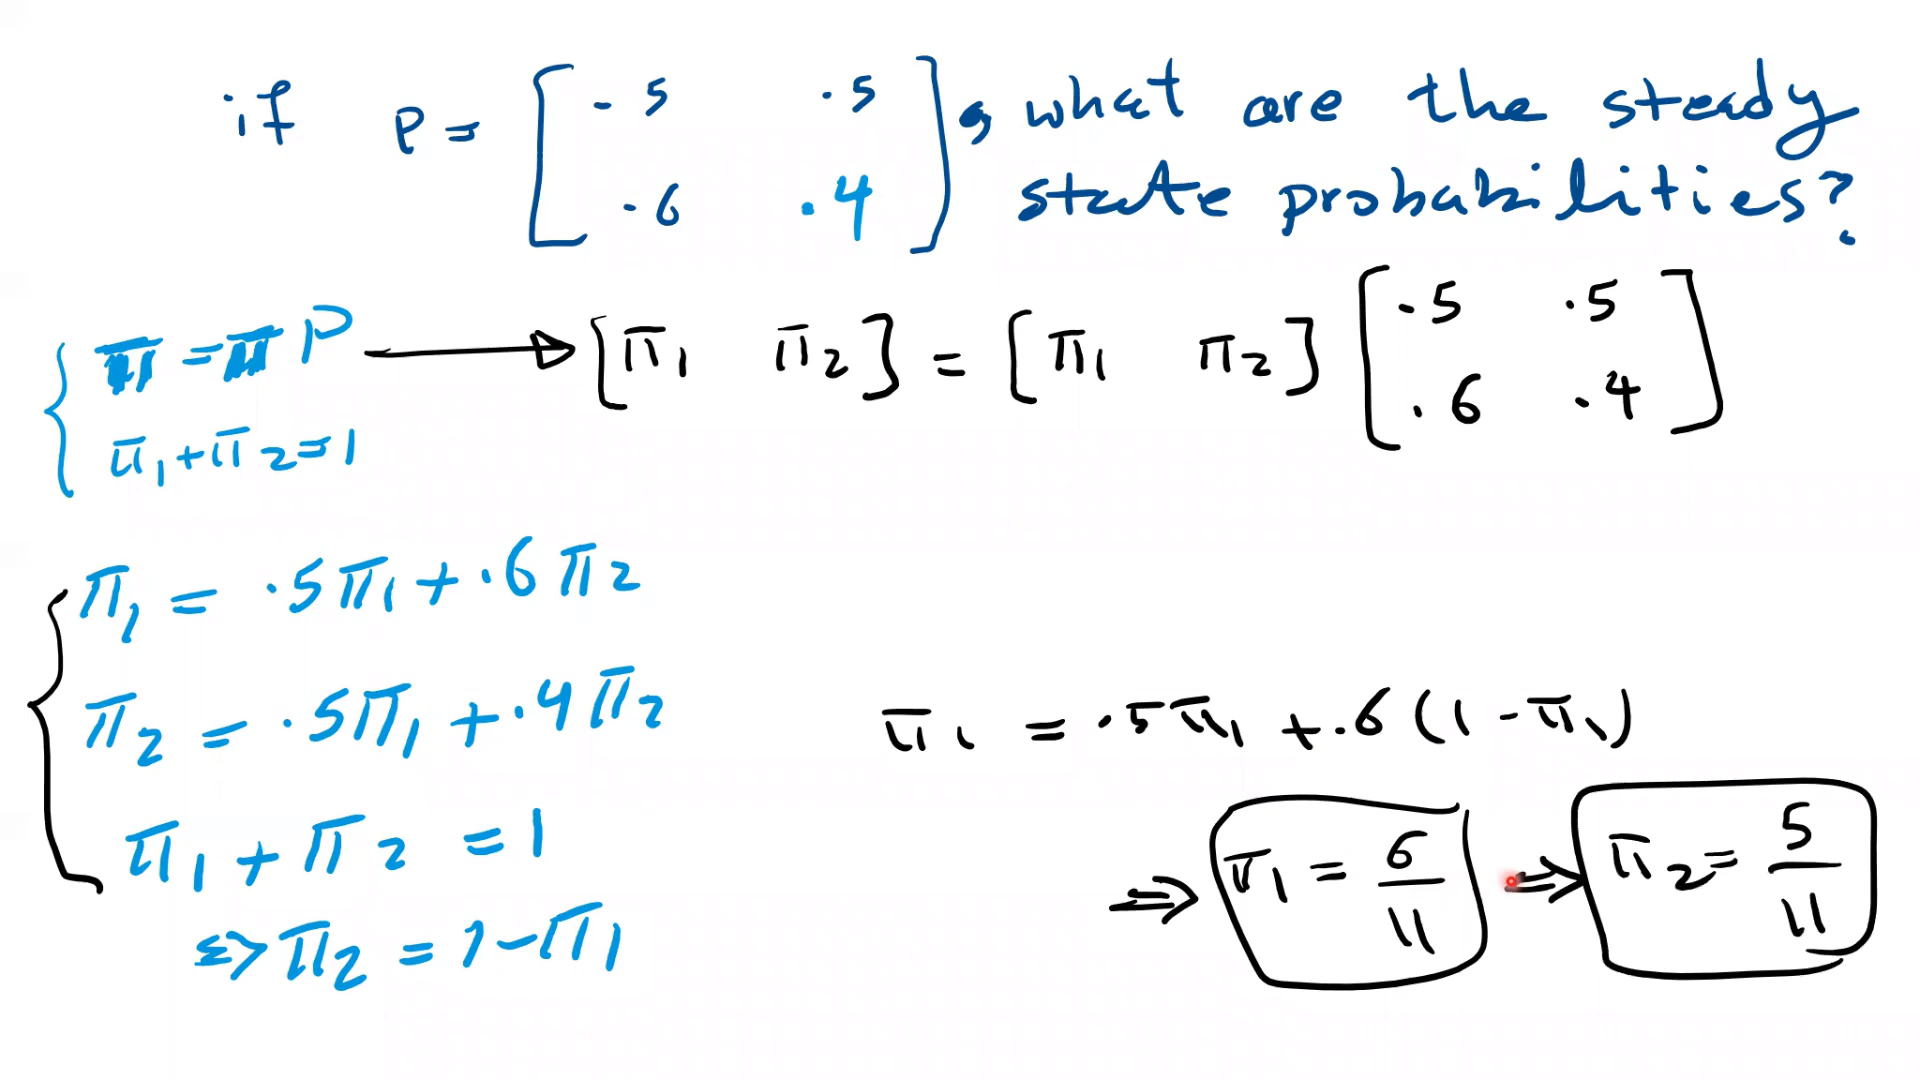 if P = [ .5 .5 .6 .4 ], what are the steady
state probabilities?
π = π P → [π1 π2] = [π1 π2] [ .5 .5 .6 .4 ]
π1 + π2 = 1
π1 = .5π1 + .6π2
π2 = .5π1 + .4π2
π1 = .5π1 + .6(1 - π1)
π1 + π2 = 1
⇒ π1 = 6/11 ⇒ π2 = 5/11
⇒ π2 = 1 - π1